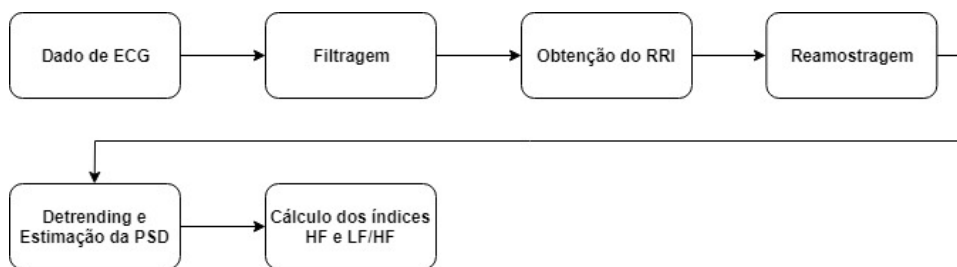 Dado de ECG
Filtragem
Obtenção do RRI
Reamostragem
Detrending e
Estimação da PSD
Cálculo dos índices
HF e LF/HF